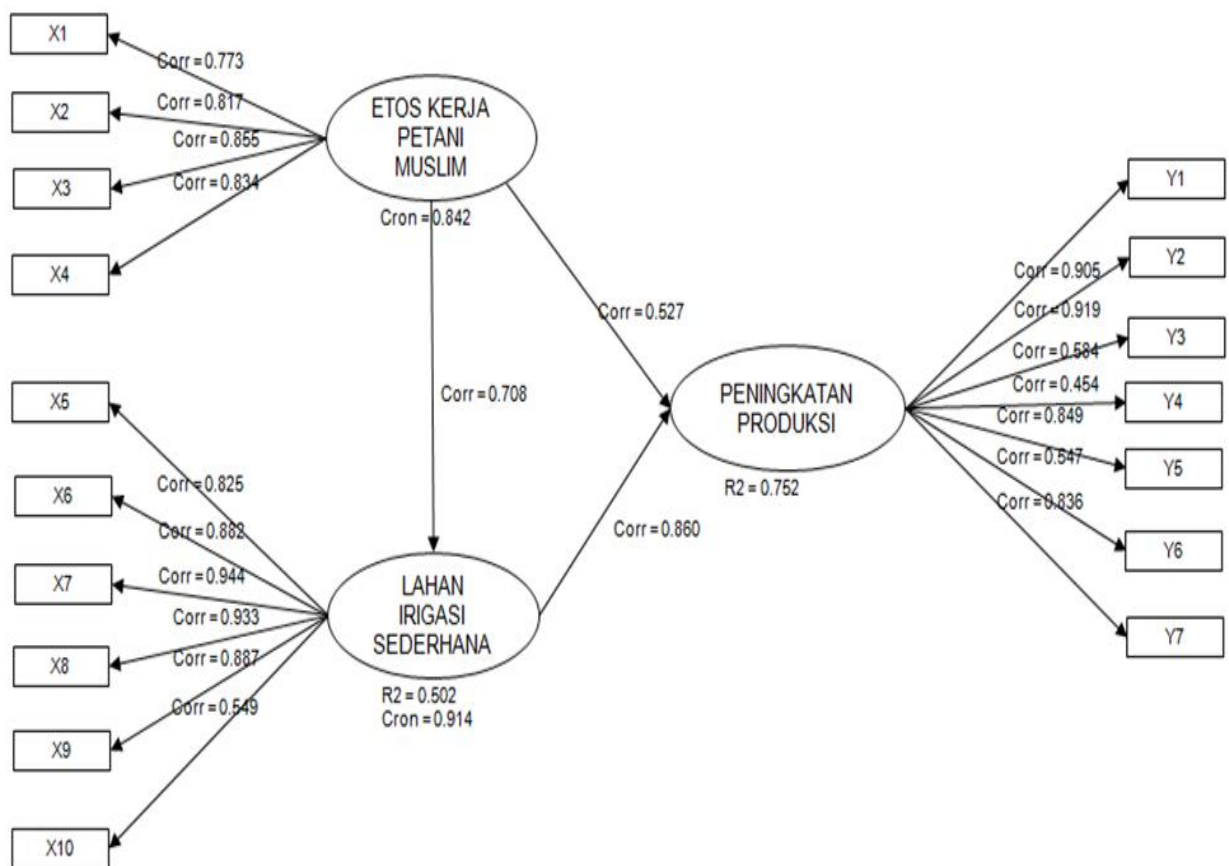 X1
Corr = 0.773
X2
Corr = 0.817
Corr = 0.855
X3
Corr = 0.834
X4
ETOS KERJA
PETANI
MUSLIM
Cron = 0.842
Corr = 0.527
Corr = 0.708
X5
X6
Corr = 0.825
Corr = 0.882
X7
Corr = 0.944
Corr = 0.933
X8
Corr = 0.887
X9
Corr = 0.549
X10
LAHAN
IRIGASI
SEDERHANA
R2 = 0.502
Cron = 0.914
Corr = 0.860
PENINGKATAN
PRODUKSI
R2 = 0.752
Y1
Corr = 0.905
Y2
Corr = 0.919
Y3
Corr = 0.584
Corr = 0.454
Y4
Corr = 0.849
Corr = 0.547
Y5
Corr = 0.836
Y6
Y7